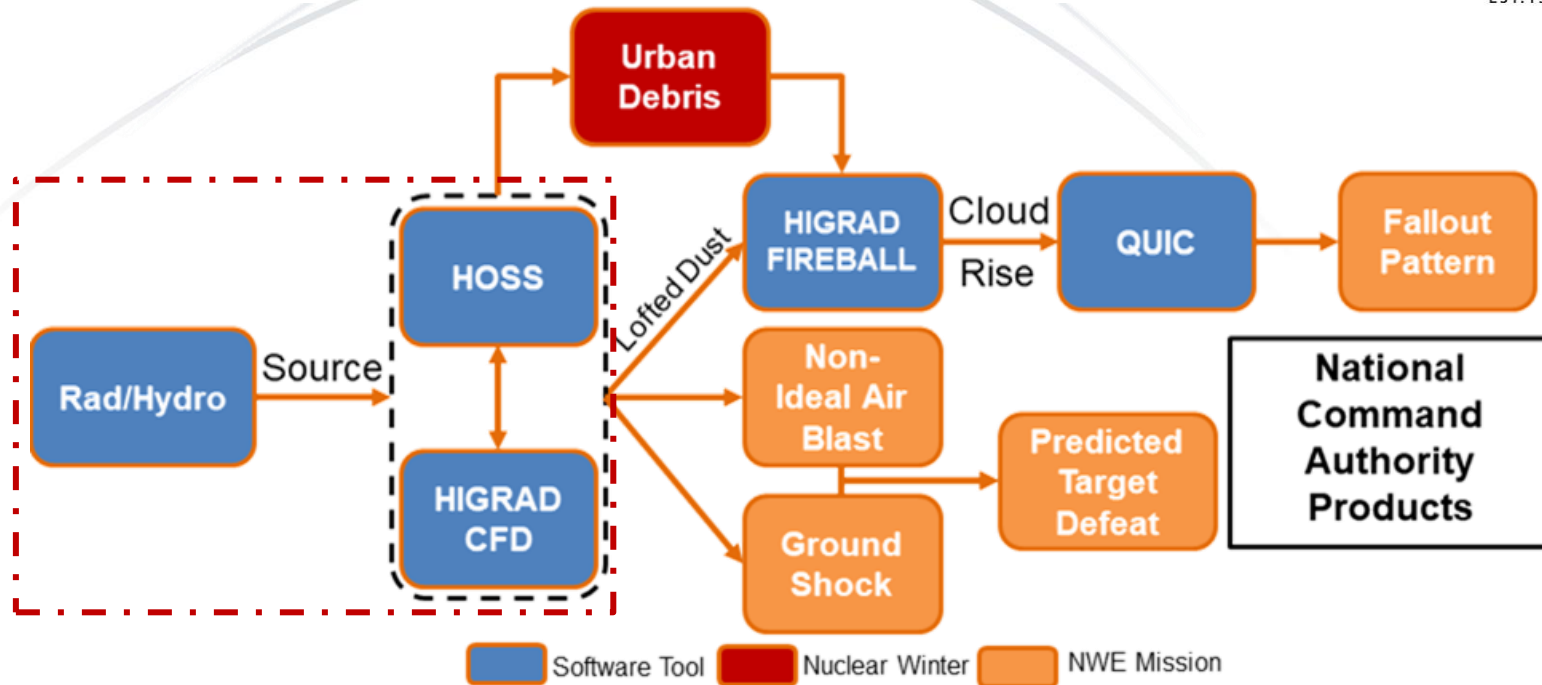 Urban
Debris
HOSS
HIGRAD
FIREBALL
Cloud
Rise
QUIC
Fallout
Pattern
Lofted Dust
Rad/Hydro
Source
HIGRAD
CFD
Non-
Ideal Air
Blast
Ground
Shock
Predicted
Target
Defeat
National
Command
Authority
Products
Software Tool
Nuclear Winter
NWE Mission